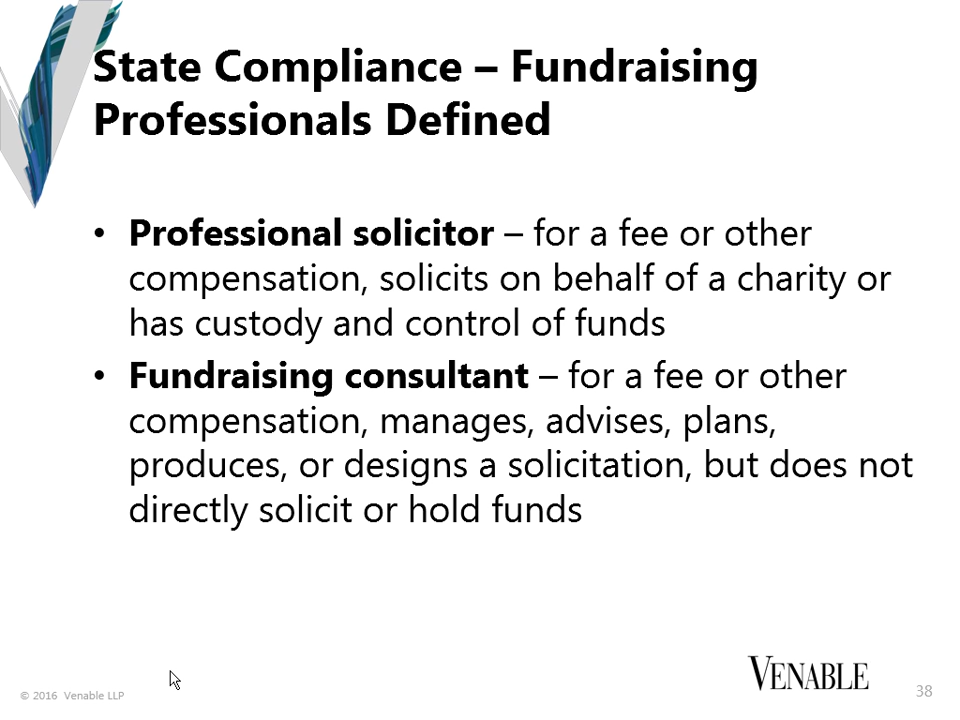 State Compliance – Fundraising
Professionals Defined
• Professional solicitor – for a fee or other
compensation, solicits on behalf of a charity or
has custody and control of funds
• Fundraising consultant – for a fee or other
compensation, manages, advises, plans,
produces, or designs a solicitation, but does not
directly solicit or hold funds
© 2016 Venable LLP
VENABLE
38